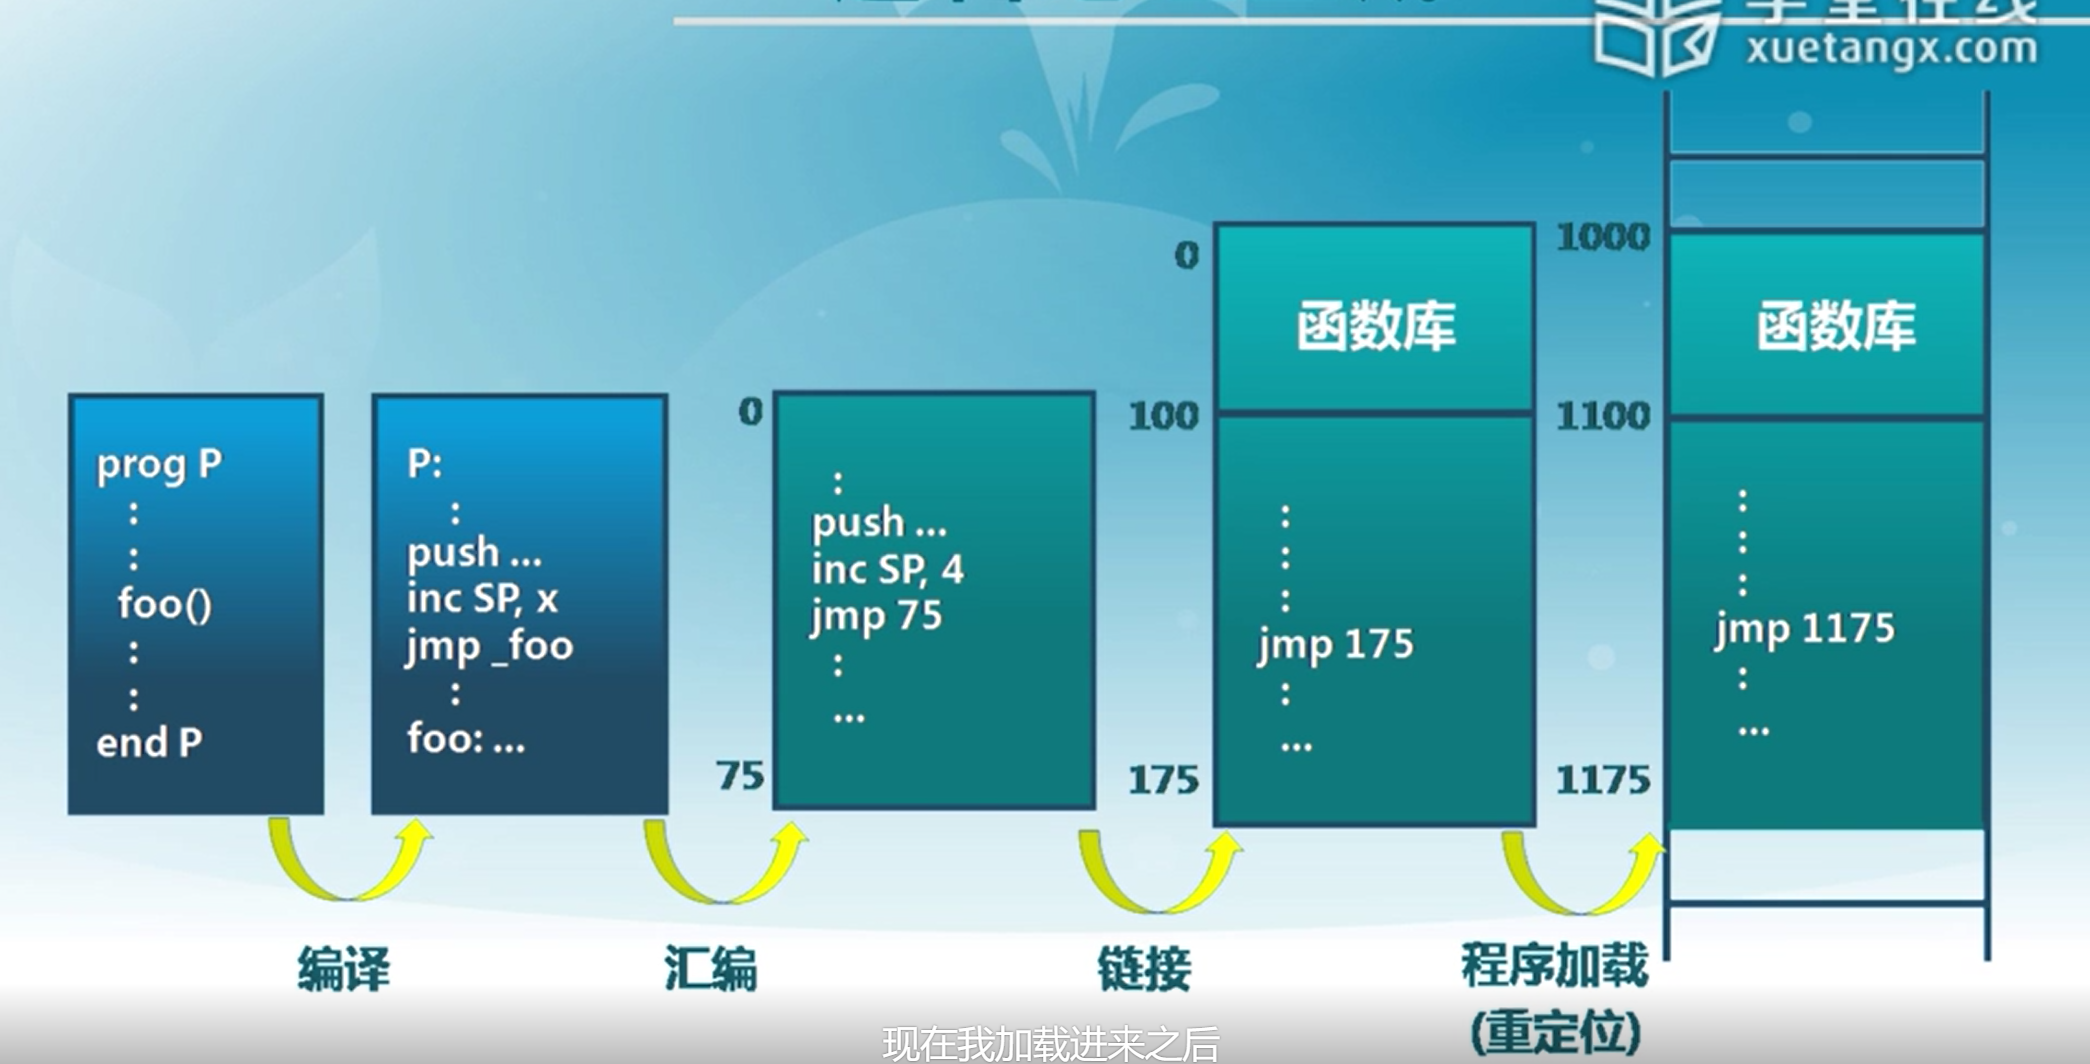 xuetangx.com
prog P
:
:
foo()
:
:
end P
P:
:
push ...
inc SP, x
jmp _foo
:
foo: ...
0
75
:
push ...
inc SP, 4
jmp 75
:
...
0
100
175
函数库
:
:
:
jmp 175
:
...
1000
1100
1175
函数库
:
:
:
jmp 1175
:
...
编译
汇编
链接
程序加载
(重定位)
现在我加载进来之后